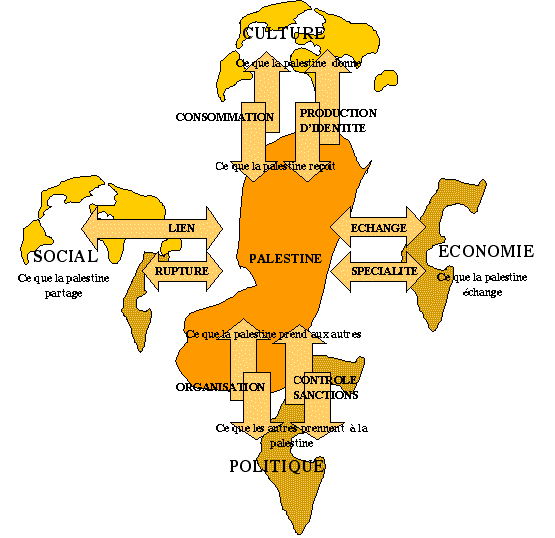 CULTURE
Ce que la palestine donne
CONSOMMATION
PRODUCTION
D'IDENTITE
Ce que la palestine reçoit
LIEN
ECHANGE
SOCIAL
PALESTINE
ECONOMIE
RUPTURE
SPECIALITE
Ce que la palestine
partage
Ce que la palestine
échange
Ce que la palestine prend aux autres
ORGANISATION
CONTROLE
SANCTIONS
Ce que les autres prennent à la
palestine
POLITIQUE